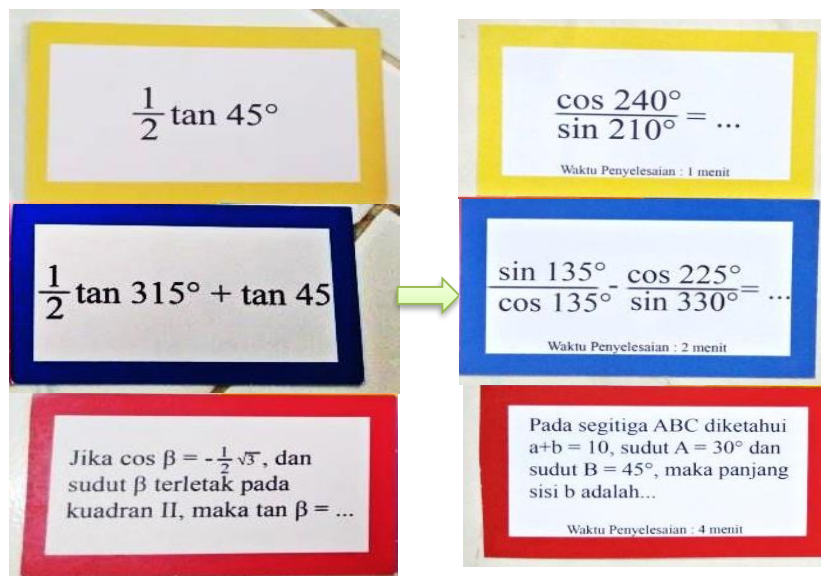 ½ tan 45°
½ tan 315° + tan 45
Jika cos β = -½ √3, dan
sudut β terletak pada
kuadran II, maka tan β = ...
cos 240°
sin 210° = ...
Waktu Penyelesaian : 1 menit
sin 135° - cos 225° = ...
cos 135° sin 330°
Waktu Penyelesaian : 2 menit
Pada segitiga ABC diketahui
a+b = 10, sudut A = 30° dan
sudut B = 45°, maka panjang
sisi b adalah...
Waktu Penyelesaian : 4 menit